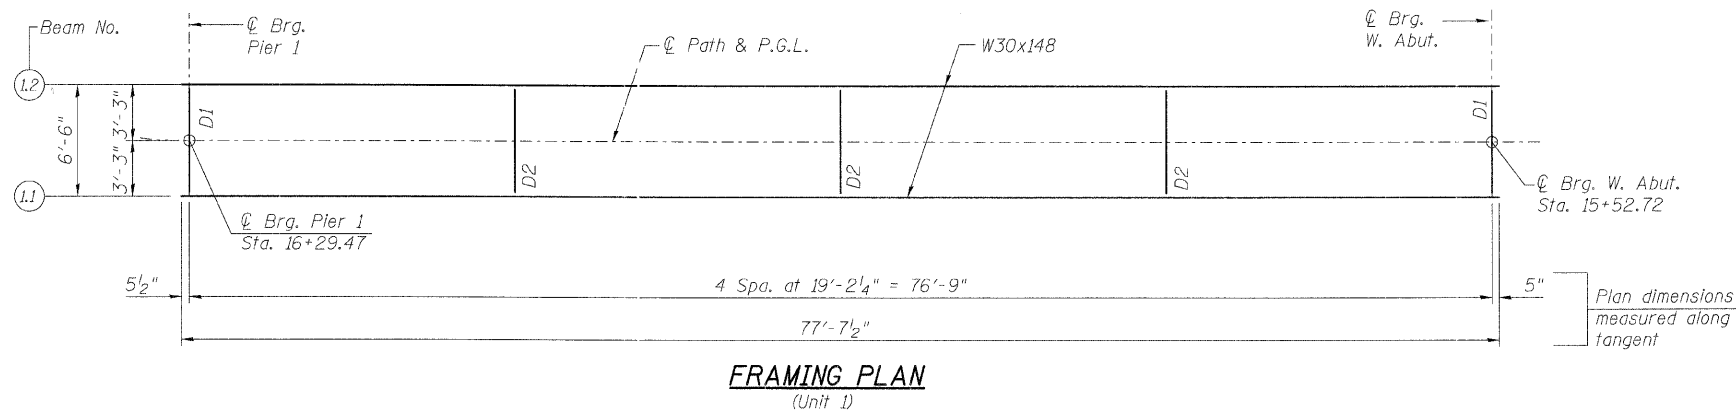 Beam No.
℄ Brg.
Pier 1
℄ Path & P.G.L.
W30x148
℄ Brg.
W. Abut.
1.2
1.1
6'-6"
3'-3"
3'-3"
D1
D2
D2
D2
D1
℄ Brg. Pier 1
Sta. 16+29.47
℄ Brg. W. Abut.
Sta. 15+52.72
5½"
4 Spa. at 19'-2¼" = 76'-9"
5"
77'-7½"
Plan dimensions
measured along
tangent
FRAMING PLAN
(Unit 1)